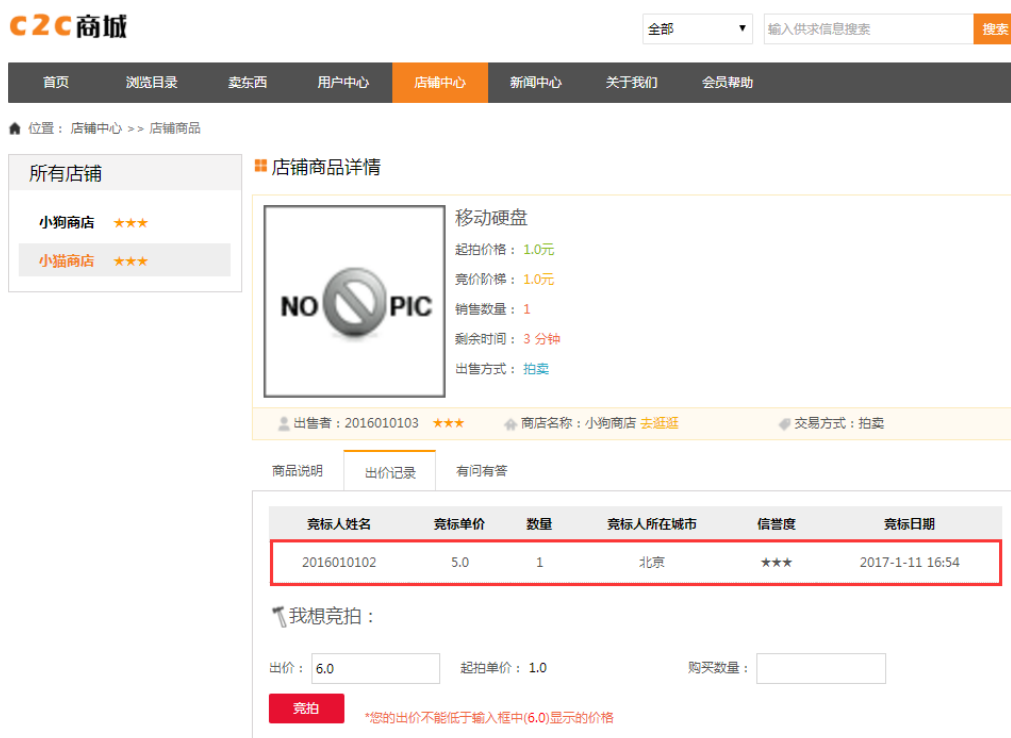 C2C商城
全部 输入供求信息搜索 搜索
首页 浏览目录 卖东西 用户中心 店铺中心 新闻中心 关于我们 会员帮助
位置： 店铺中心 >> 店铺商品
所有店铺
小狗商店 ★★★
小猫商店 ★★★
店铺商品详情
NO PIC
移动硬盘
起拍价格： 1.0元
竞价阶梯： 1.0元
销售数量： 1
剩余时间： 3 分钟
出售方式： 拍卖
出售者：2016010103 ★★★ 商店名称：小狗商店 去逛逛 交易方式：拍卖
商品说明 出价记录 有问有答
竞标人姓名 竞标单价 数量 竞标人所在城市 信誉度 竞标日期
2016010102 5.0 1 北京 ★★★ 2017-1-11 16:54
我想竞拍：
出价： 6.0 起拍单价： 1.0 购买数量：
竞拍 *您的出价不能低于输入框中(6.0)显示的价格